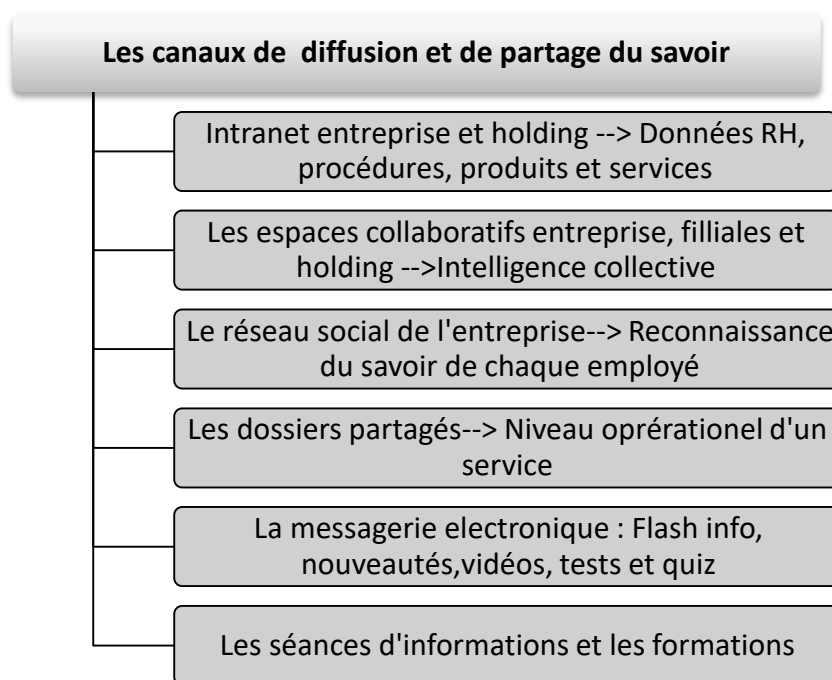 Les canaux de  diffusion et de partage du savoir
Intranet entreprise et holding --> Données RH,
procédures, produits et services
Les espaces collaboratifs entreprise, filliales et
holding -->Intelligence collective
Le réseau social de l'entreprise--> Reconnaissance
du savoir de chaque employé
Les dossiers partagés--> Niveau oprérationel d'un
service
La messagerie electronique : Flash info,
nouveautés,vidéos, tests et quiz
Les séances d'informations et les formations